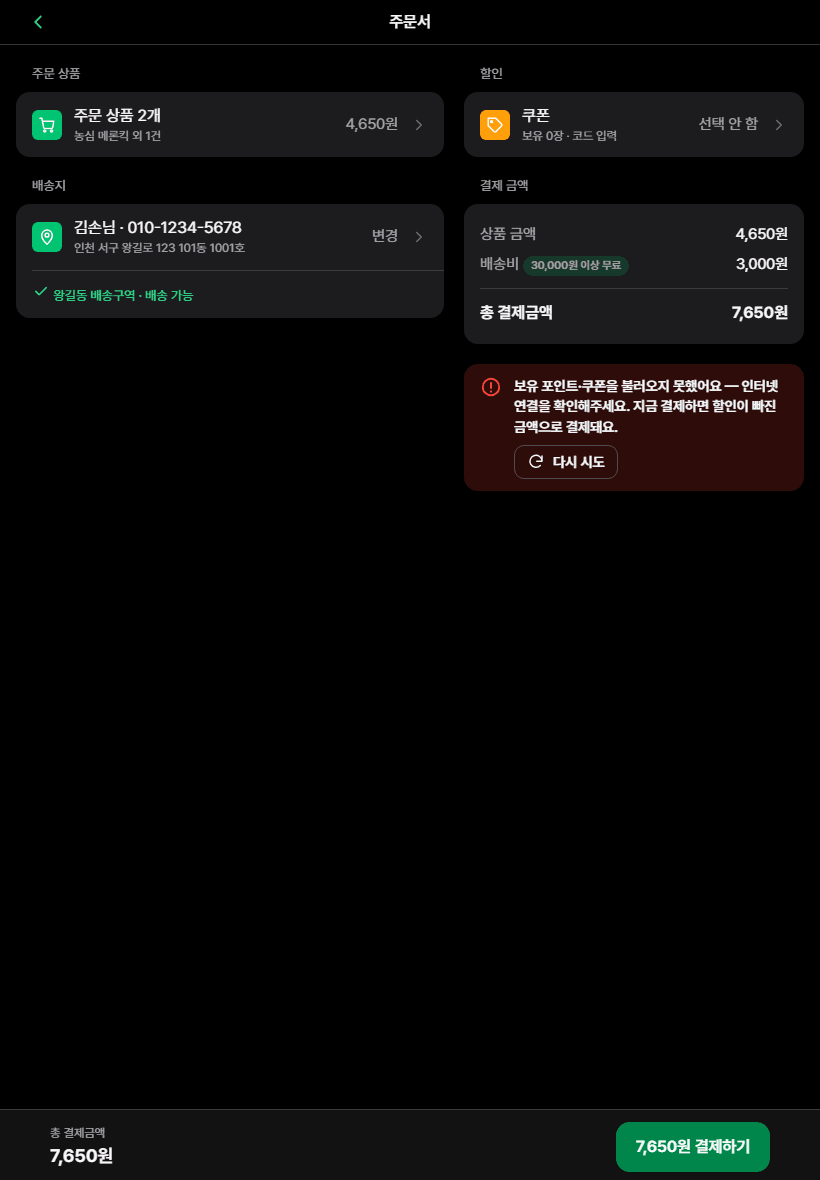 주문서
주문 상품
주문 상품 2개
농심 메론킥 외 1건
4,650원
배송지
김손님 · 010-1234-5678
인천 서구 왕길로 123 101동 1001호
변경
왕길동 배송구역 · 배송 가능
할인
쿠폰
보유 0장 · 코드 입력
선택 안 함
결제 금액
상품 금액 4,650원
배송비 30,000원 이상 무료 3,000원
총 결제금액 7,650원
보유 포인트·쿠폰을 불러오지 못했어요 — 인터넷
연결을 확인해주세요. 지금 결제하면 할인이 빠진
금액으로 결제돼요.
다시 시도
총 결제금액
7,650원
7,650원 결제하기